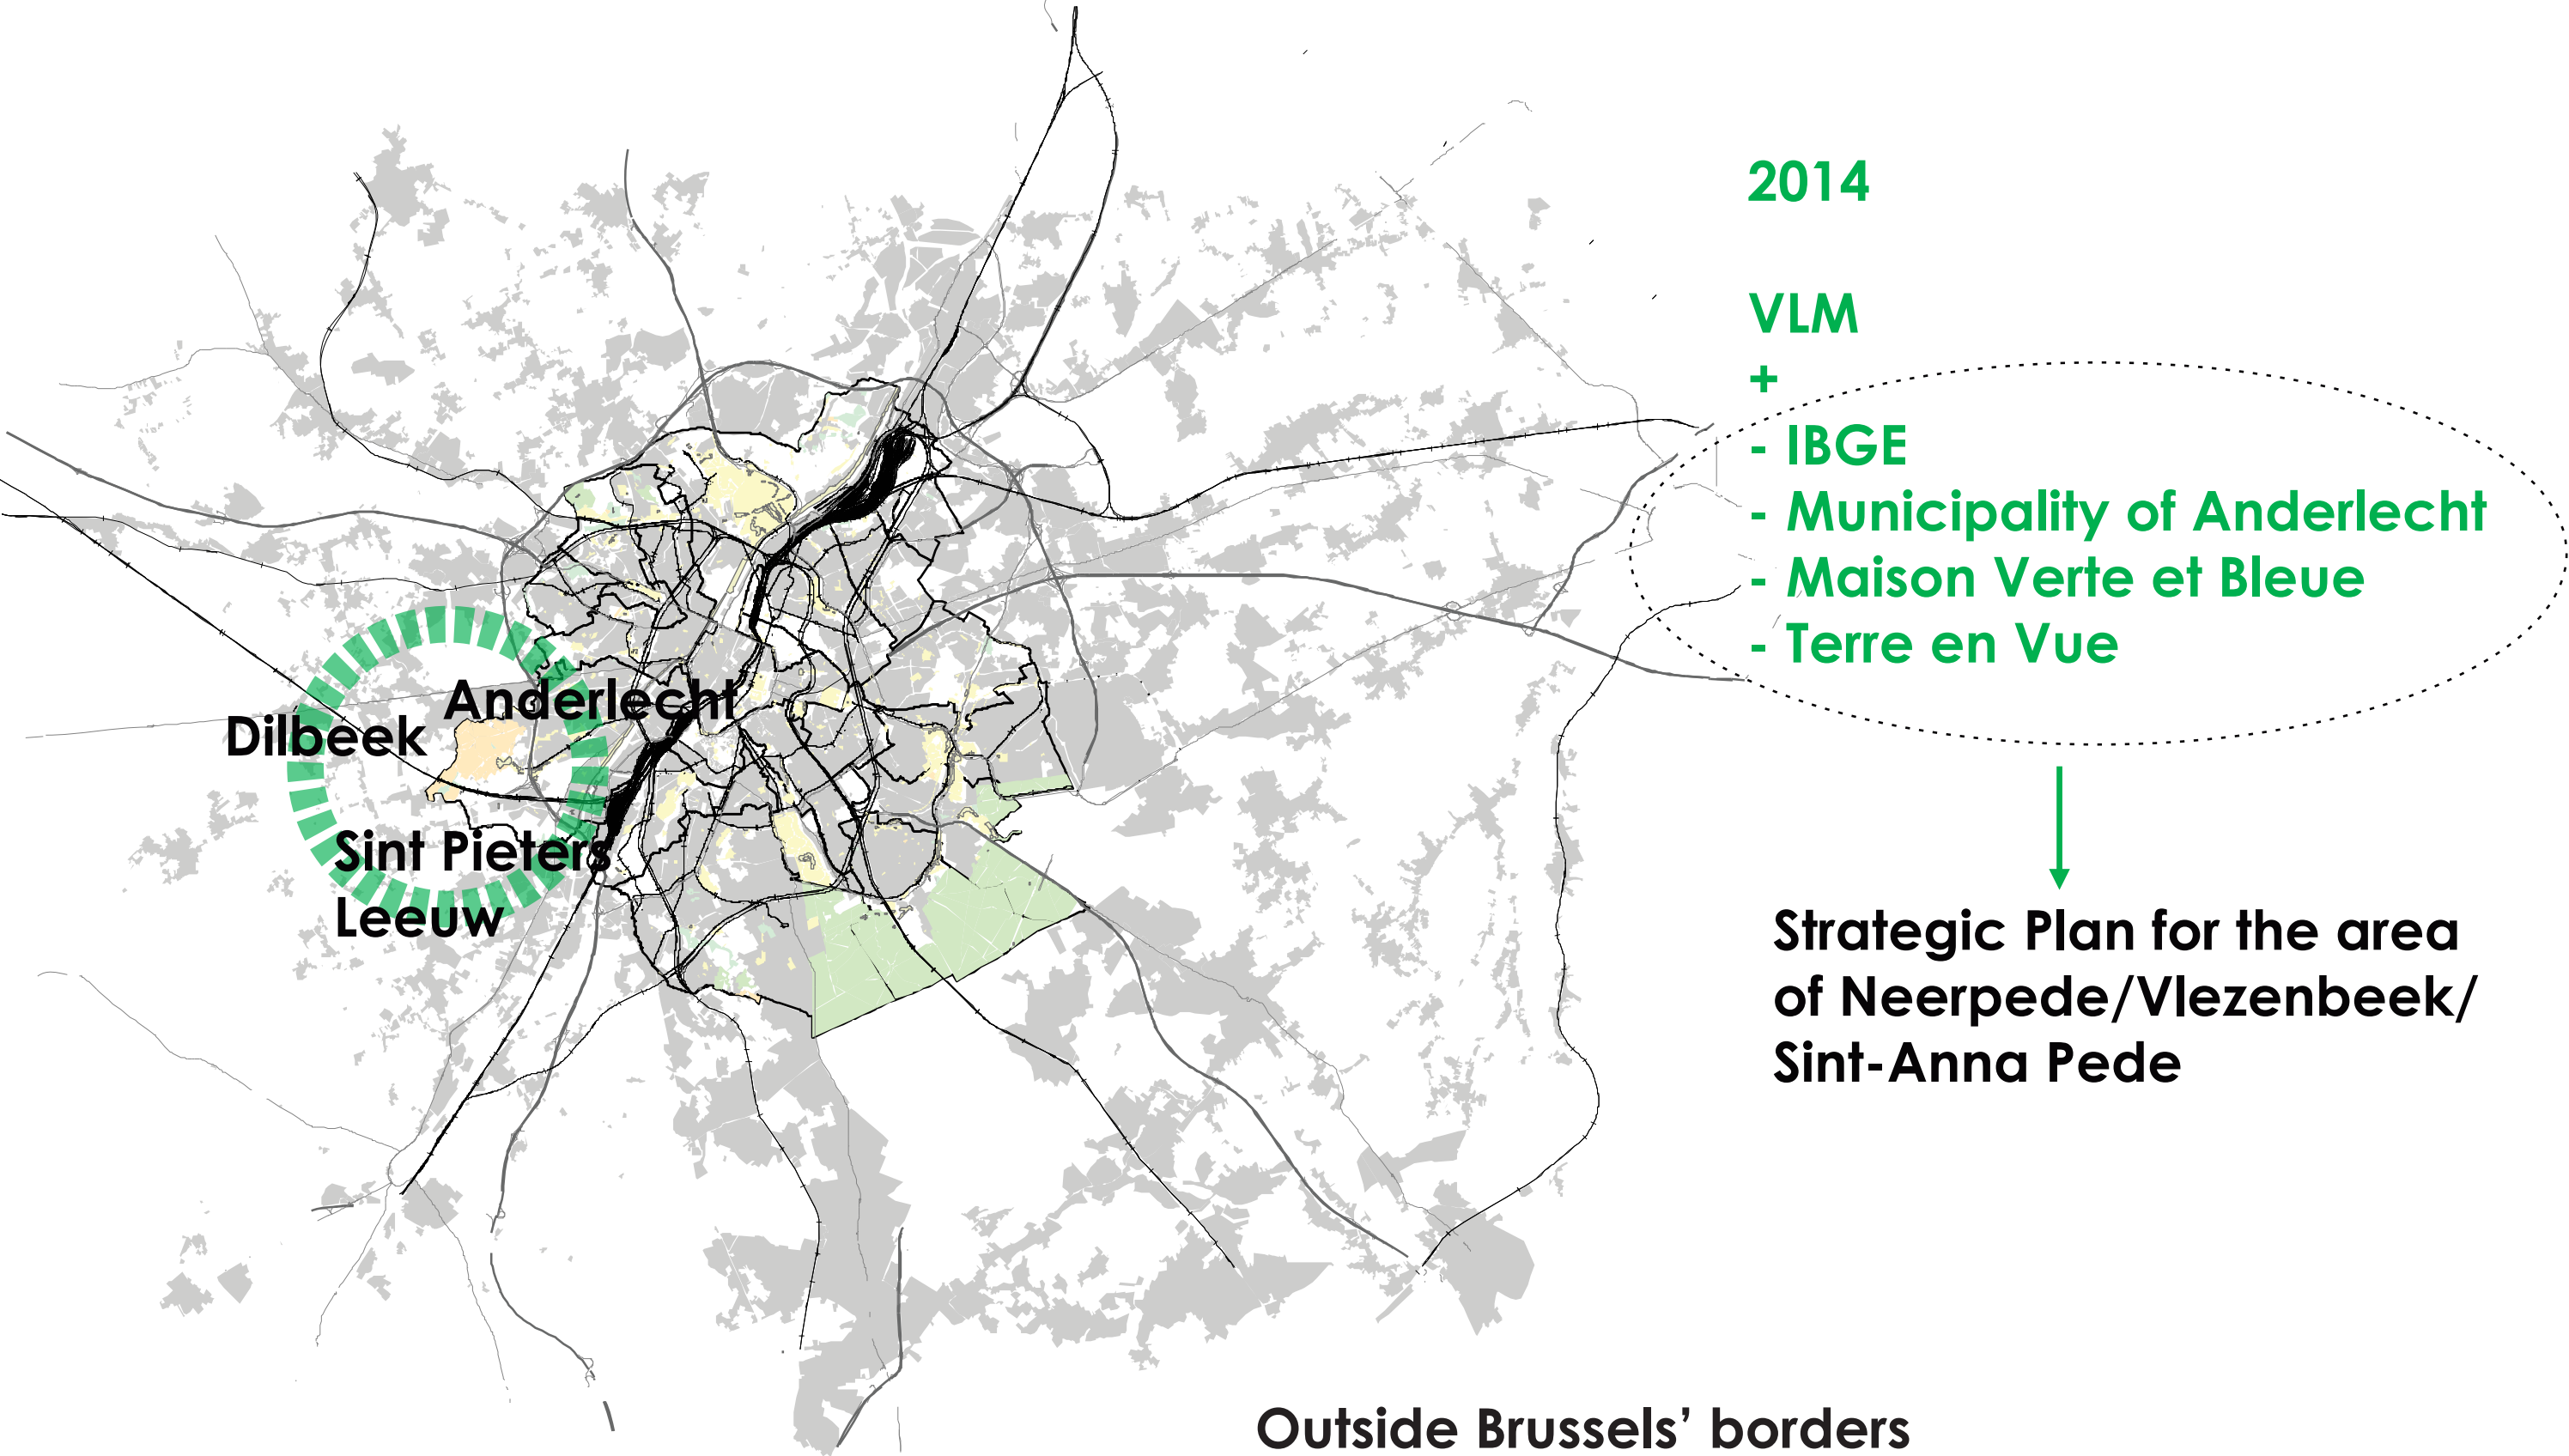 2014
VLM
+
- IBGE
- Municipality of Anderlecht
- Maison Verte et Bleue
- Terre en Vue
Anderlecht
Dilbeek
Sint Pieters
Leeuw
Strategic Plan for the area
of Neerpede/Vlezenbeek/
Sint-Anna Pede
Outside Brussels’ borders